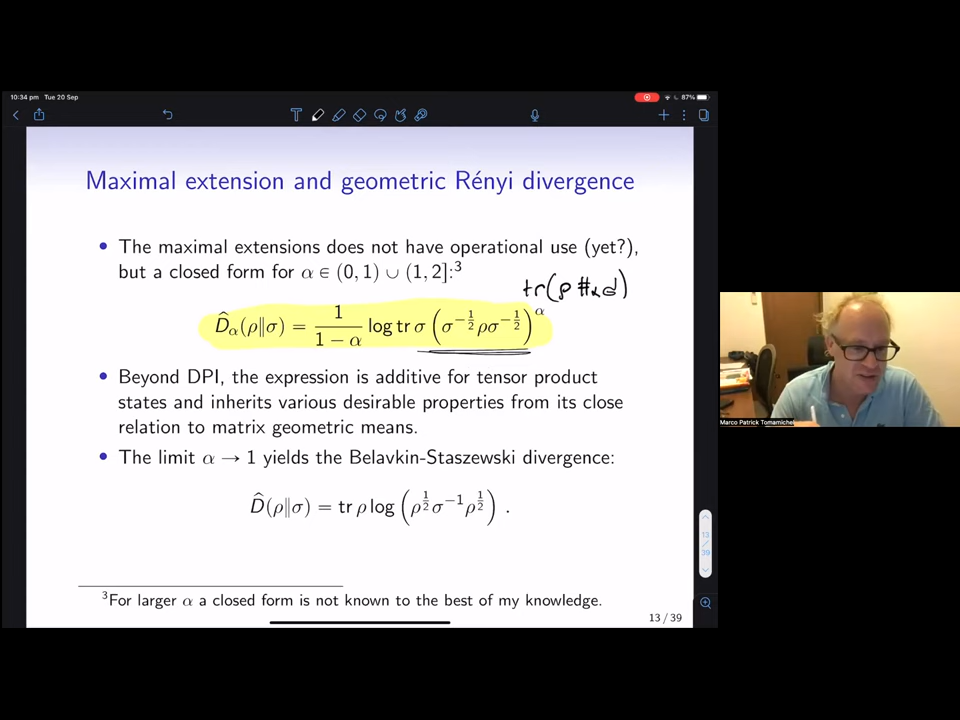 10:34 pm Tue 20 Sep
87%
Maximal extension and geometric Rényi divergence
• The maximal extensions does not have operational use (yet?),
but a closed form for α ∈ (0, 1) ∪ (1, 2]:³
tr(ρ #α σ)
D̂α(ρ‖σ) = 1/(1 − α) log tr σ (σ^(−1/2) ρσ^(−1/2))^α
• Beyond DPI, the expression is additive for tensor product
states and inherits various desirable properties from its close
relation to matrix geometric means.
• The limit α → 1 yields the Belavkin-Staszewski divergence:
D̂(ρ‖σ) = tr ρ log (ρ^(1/2) σ^(−1) ρ^(1/2)) .
³For larger α a closed form is not known to the best of my knowledge.
13 / 39
13
/
39
Marco Patrick Tomamichel